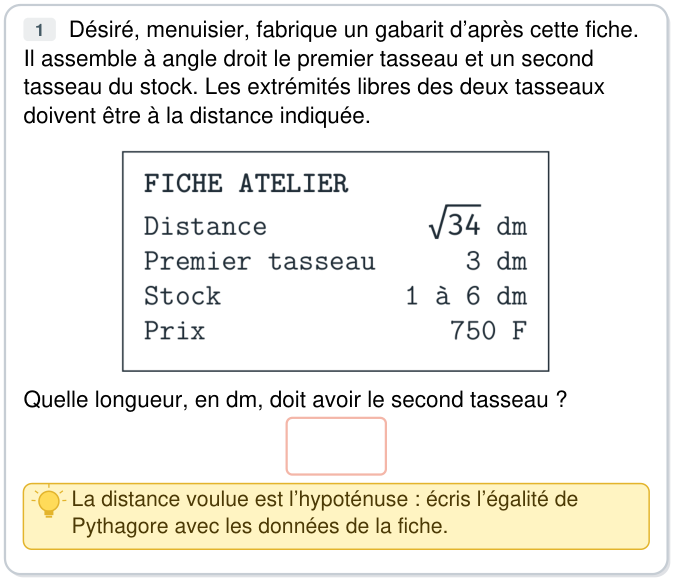 1 Désiré, menuisier, fabrique un gabarit d’après cette fiche.
Il assemble à angle droit le premier tasseau et un second
tasseau du stock. Les extrémités libres des deux tasseaux
doivent être à la distance indiquée.
FICHE ATELIER
Distance √34 dm
Premier tasseau 3 dm
Stock 1 à 6 dm
Prix 750 F
Quelle longueur, en dm, doit avoir le second tasseau ?
La distance voulue est l’hypoténuse : écris l’égalité de
Pythagore avec les données de la fiche.